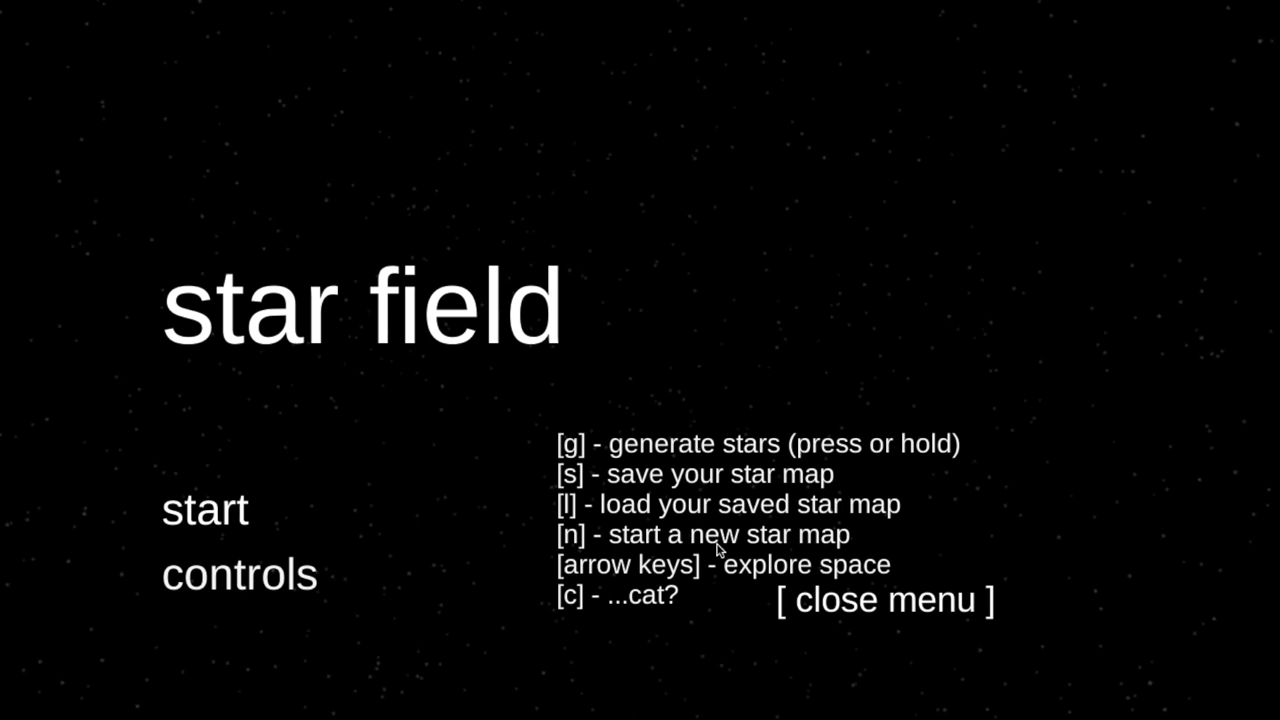 star field
start
controls
[g] - generate stars (press or hold)
[s] - save your star map
[l] - load your saved star map
[n] - start a new star map
[arrow keys] - explore space
[c] - ...cat?
[ close menu ]